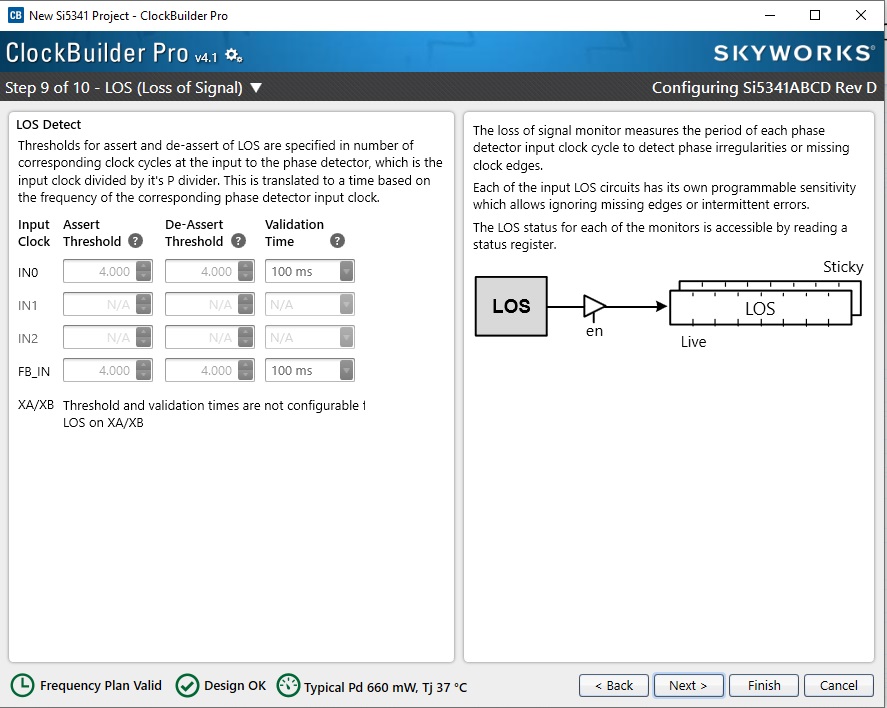 CB New Si5341 Project - ClockBuilder Pro
ClockBuilder Pro v4.1
SKYWORKS®
Step 9 of 10 - LOS (Loss of Signal) ▼
Configuring Si5341ABCD Rev D
LOS Detect
Thresholds for assert and de-assert of LOS are specified in number of
corresponding clock cycles at the input to the phase detector, which is the
input clock divided by it's P divider. This is translated to a time based on
the frequency of the corresponding phase detector input clock.
Input Clock Assert Threshold ? De-Assert Threshold ? Validation Time ?
IN0 4.000 4.000 100 ms
IN1 N/A N/A N/A
IN2 N/A N/A N/A
FB_IN 4.000 4.000 100 ms
XA/XB Threshold and validation times are not configurable
LOS on XA/XB
The loss of signal monitor measures the period of each phase
detector input clock cycle to detect phase irregularities or missing
clock edges.
Each of the input LOS circuits has its own programmable sensitivity
which allows ignoring missing edges or intermittent errors.
The LOS status for each of the monitors is accessible by reading a
status register.
Sticky
LOS
LOS
en
Live
Frequency Plan Valid
Design OK
Typical Pd 660 mW, Tj 37 °C
< Back
Next >
Finish
Cancel